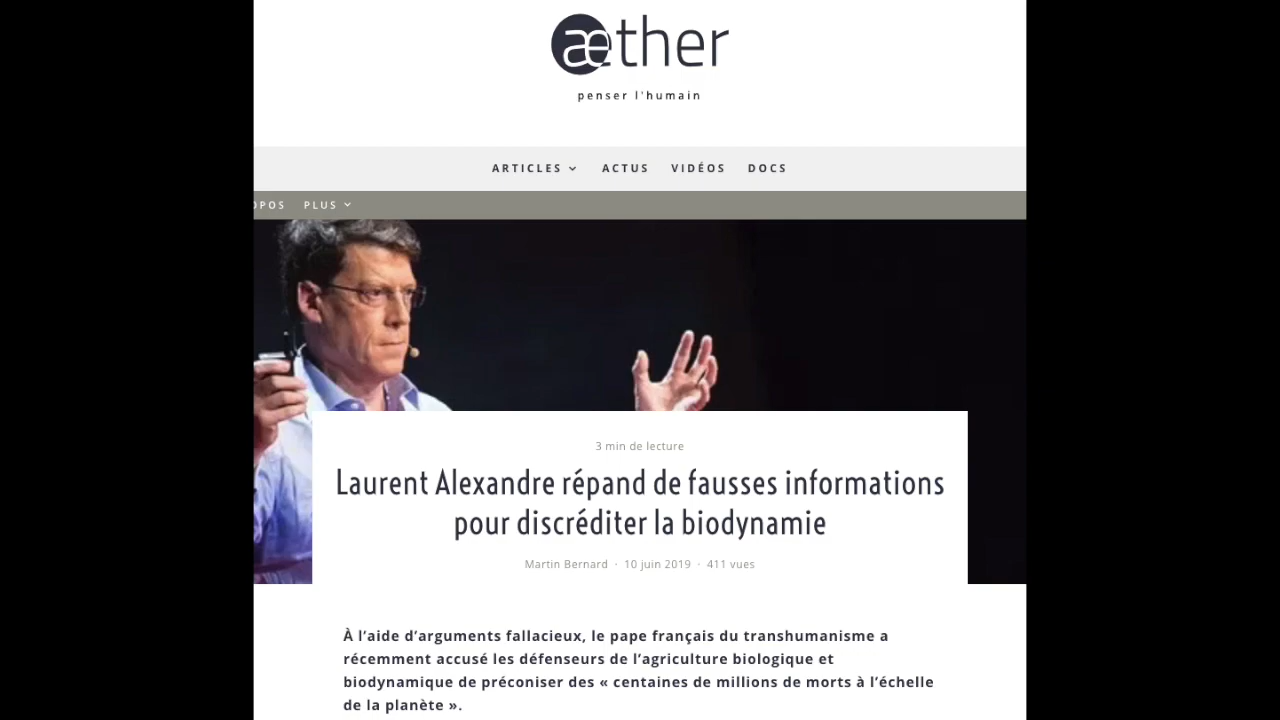 æther
penser l'humain
ARTICLES ACTUS VIDÉOS DOCS
OPOS PLUS
3 min de lecture
Laurent Alexandre répand de fausses informations
pour discréditer la biodynamie
Martin Bernard · 10 juin 2019 · 411 vues
À l’aide d’arguments fallacieux, le pape français du transhumanisme a
récemment accusé les défenseurs de l’agriculture biologique et
biodynamique de préconiser des « centaines de millions de morts à l’échelle
de la planète ».